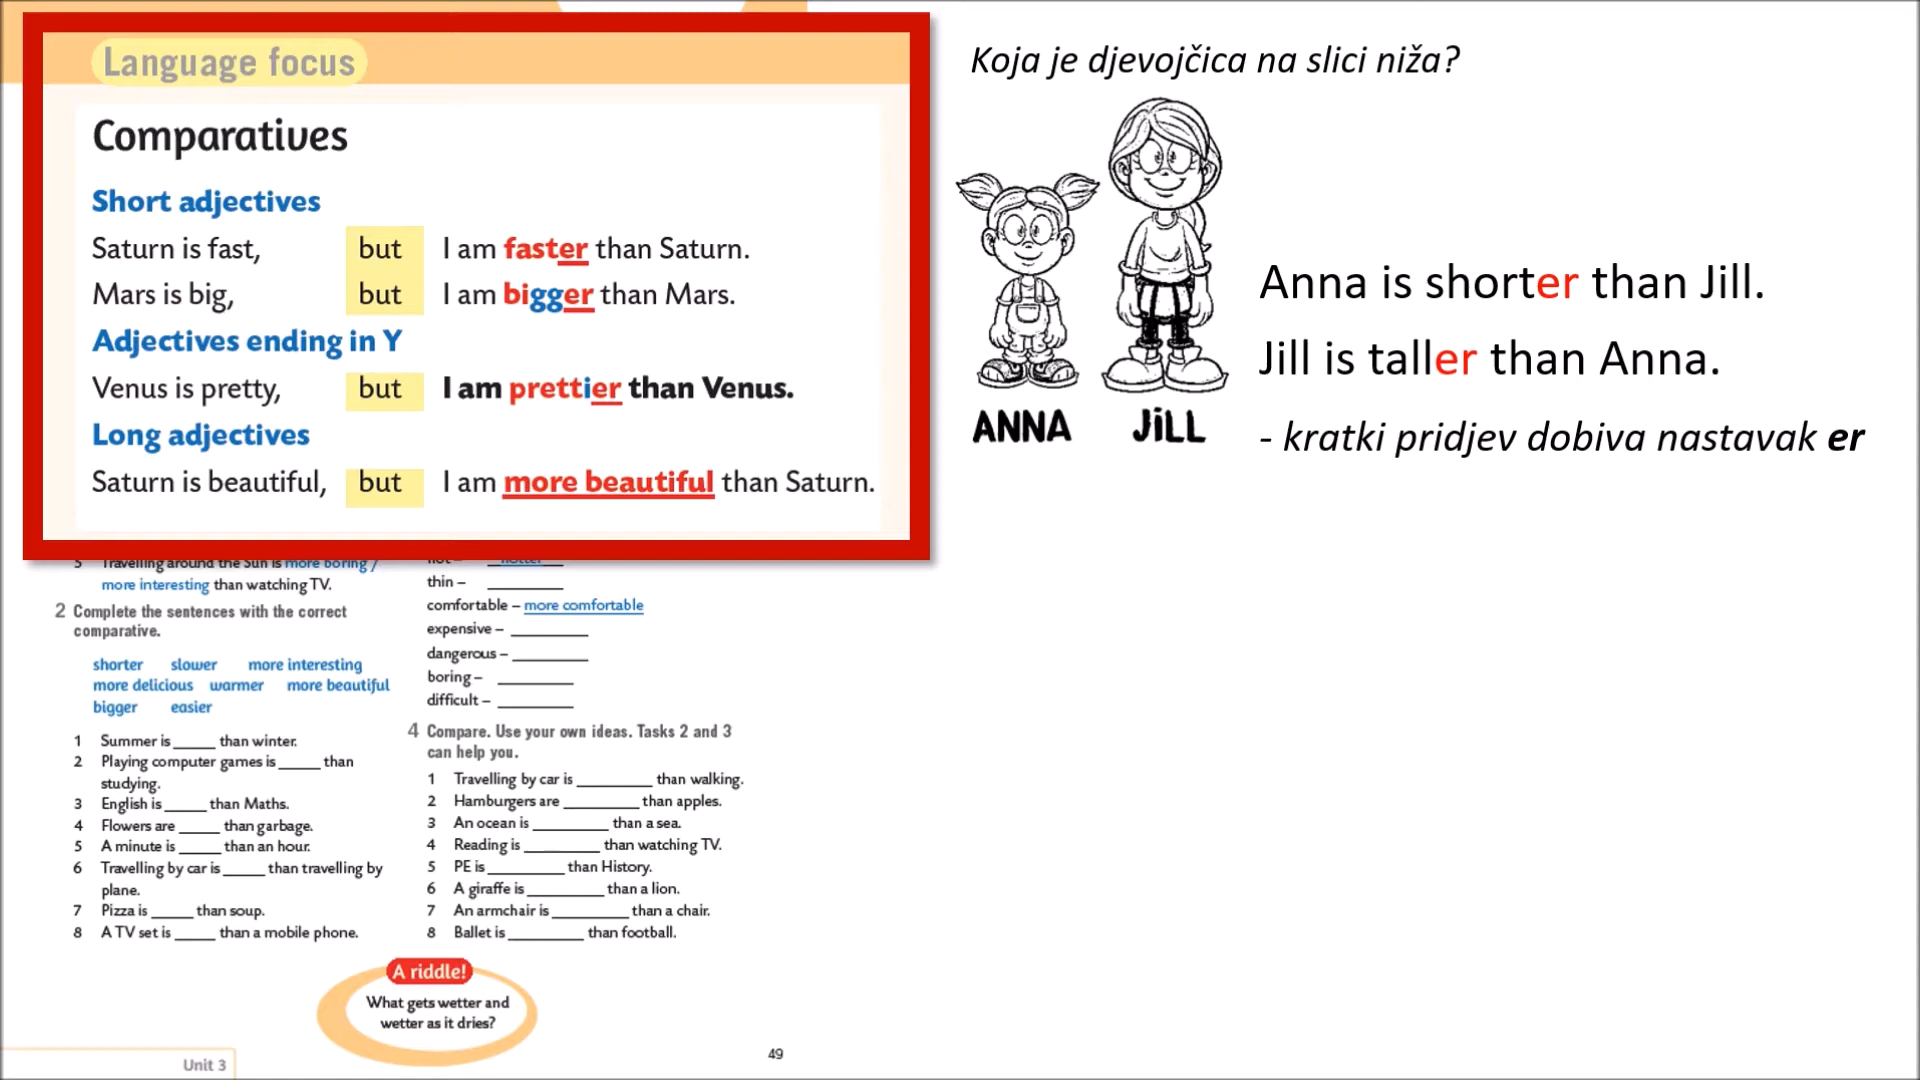 Language focus
Comparatives
Short adjectives
Saturn is fast, but I am faster than Saturn.
Mars is big, but I am bigger than Mars.
Adjectives ending in Y
Venus is pretty, but I am prettier than Venus.
Long adjectives
Saturn is beautiful, but I am more beautiful than Saturn.
Koja je djevojčica na slici niža?
ANNA JiLL
Anna is shorter than Jill.
Jill is taller than Anna.
- kratki pridjev dobiva nastavak er
5 Travelling around the Sun is more boring /
more interesting than watching TV.
2 Complete the sentences with the correct
comparative.
shorter slower more interesting
more delicious warmer more beautiful
bigger easier
1 Summer is _____ than winter.
2 Playing computer games is _____ than
studying.
3 English is _____ than Maths.
4 Flowers are _____ than garbage.
5 A minute is _____ than an hour.
6 Travelling by car is _____ than travelling by
plane.
7 Pizza is _____ than soup.
8 A TV set is _____ than a mobile phone.
hot – hotter
thin – _________
comfortable – more comfortable
expensive – _________
dangerous – _________
boring – _________
difficult – _________
4 Compare. Use your own ideas. Tasks 2 and 3
can help you.
1 Travelling by car is _________ than walking.
2 Hamburgers are _________ than apples.
3 An ocean is _________ than a sea.
4 Reading is _________ than watching TV.
5 PE is _________ than History.
6 A giraffe is _________ than a lion.
7 An armchair is _________ than a chair.
8 Ballet is _________ than football.
A riddle!
What gets wetter and
wetter as it dries?
Unit 3
49